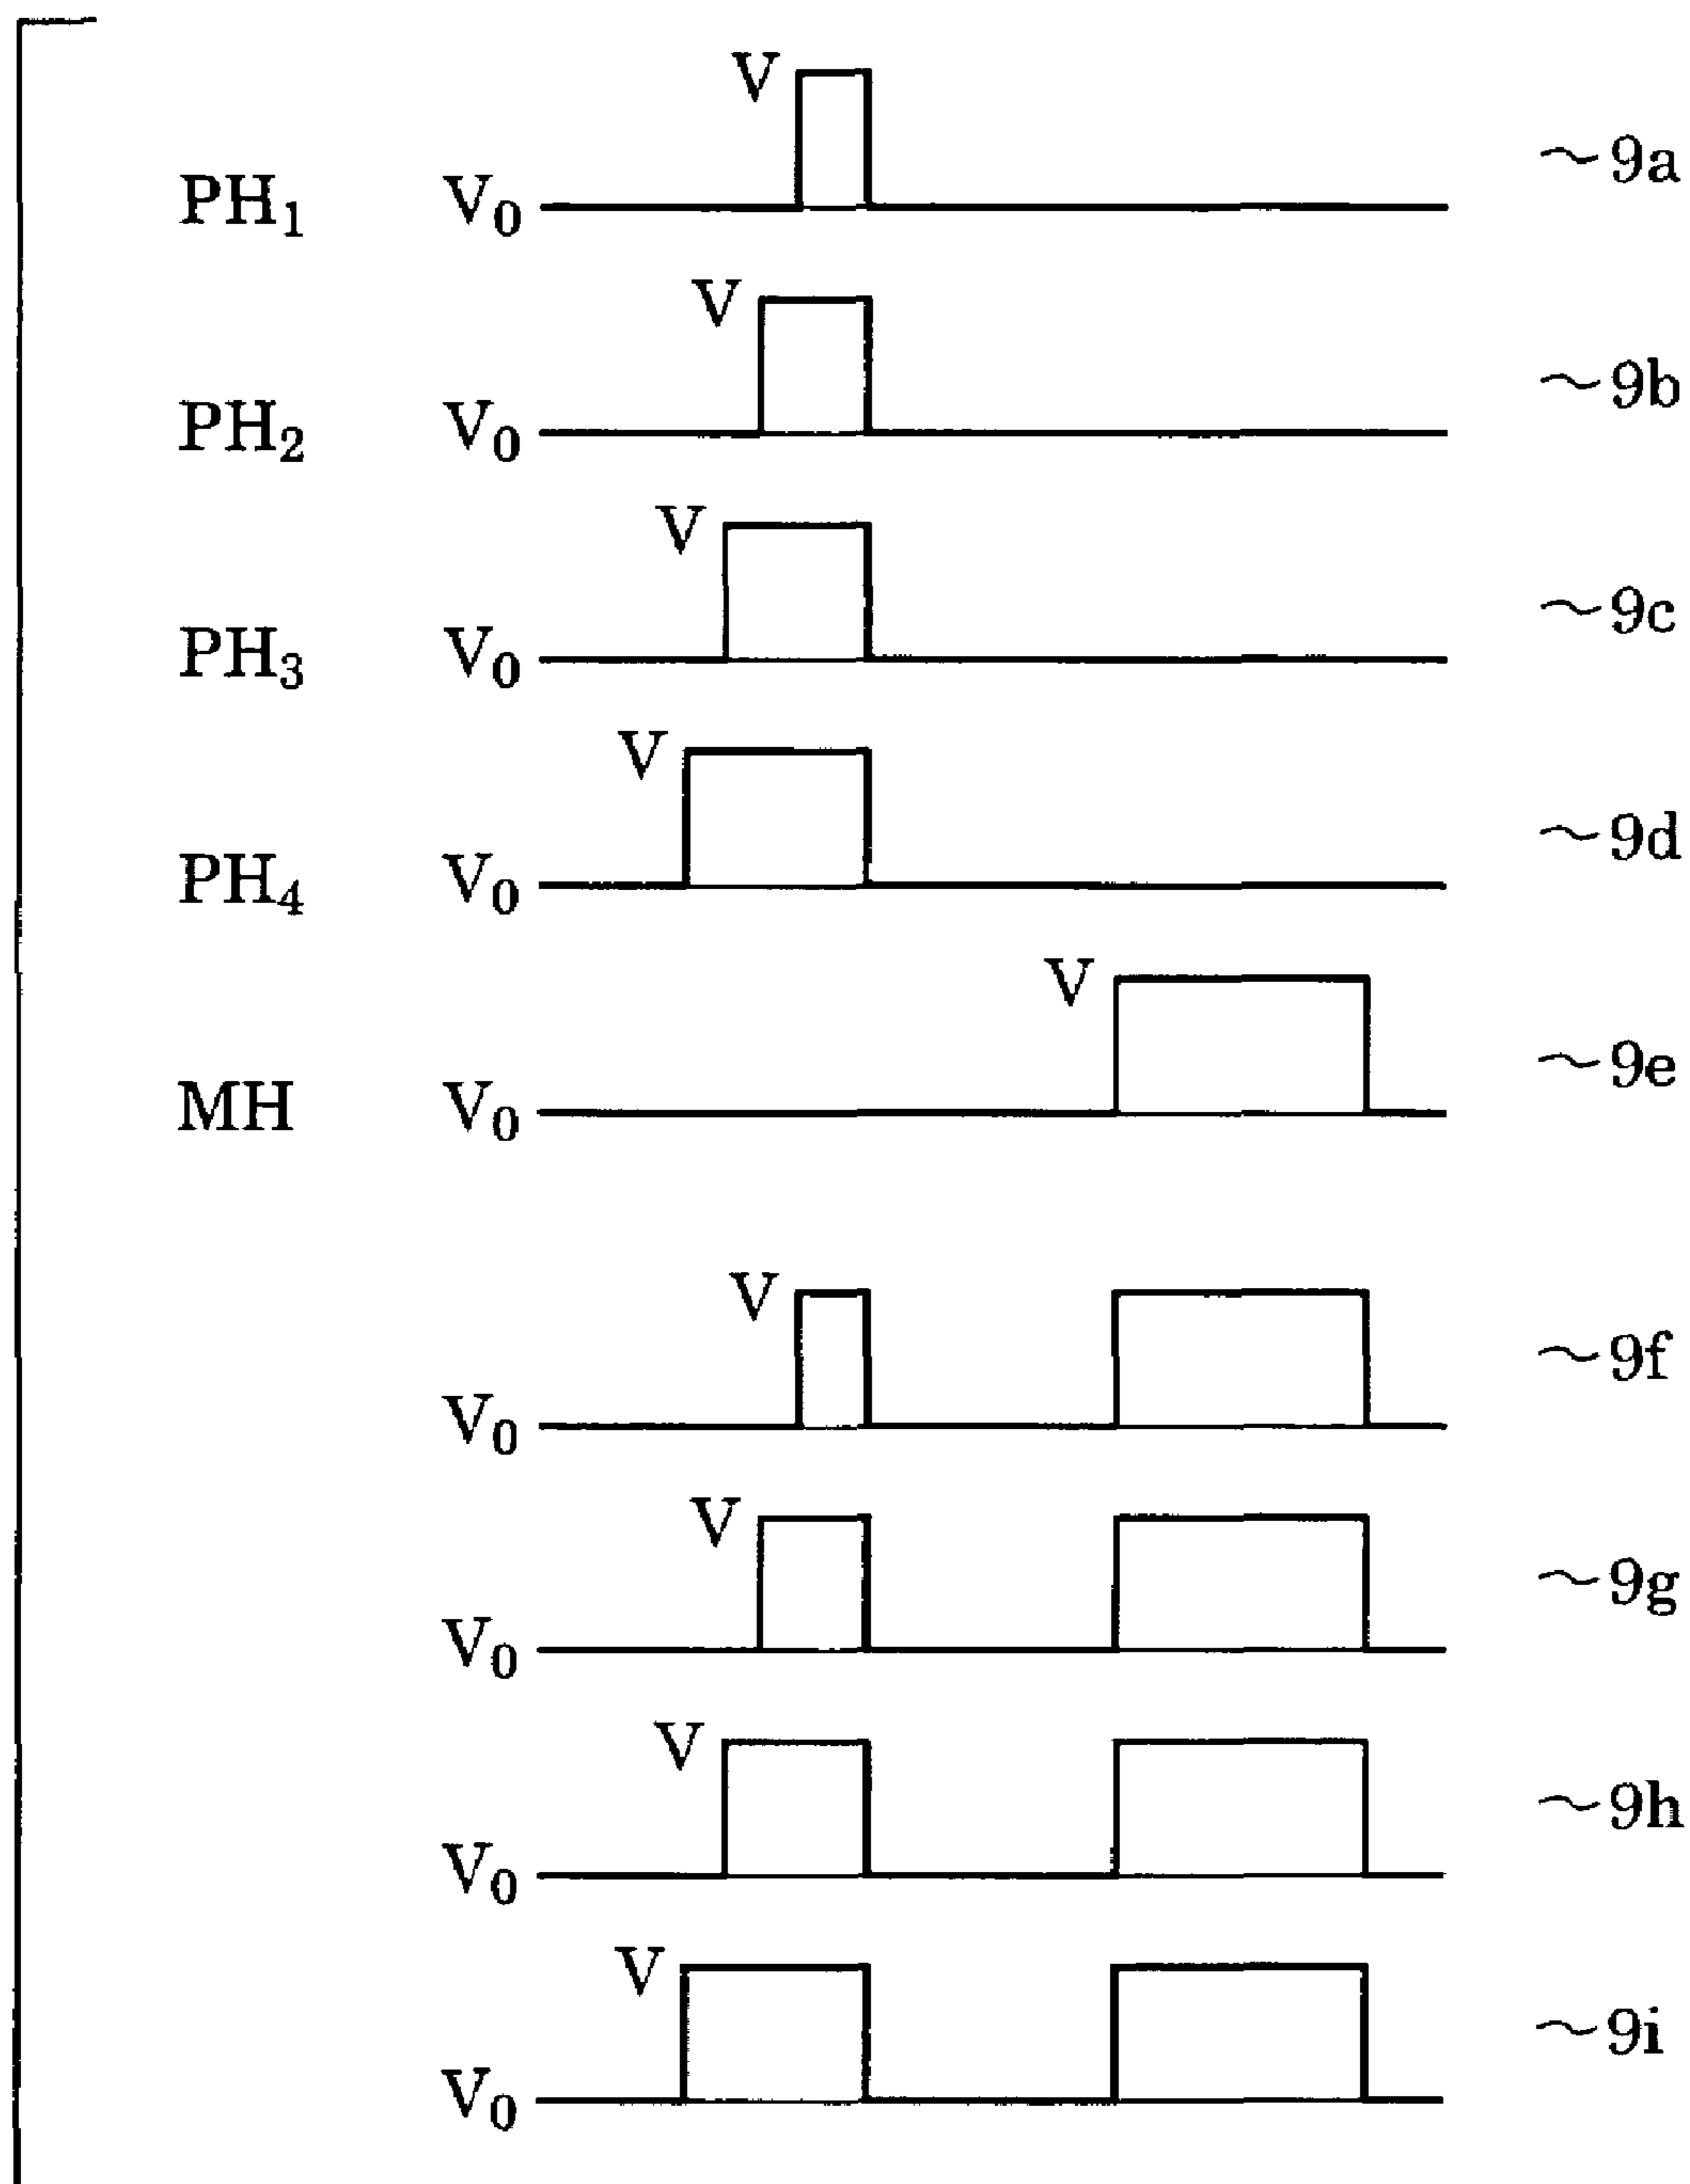 V
PH₁ V₀ ~9a
V
PH₂ V₀ ~9b
V
PH₃ V₀ ~9c
V
PH₄ V₀ ~9d
V
MH V₀ ~9e
V
V₀ ~9f
V
V₀ ~9g
V
V₀ ~9h
V
V₀ ~9i